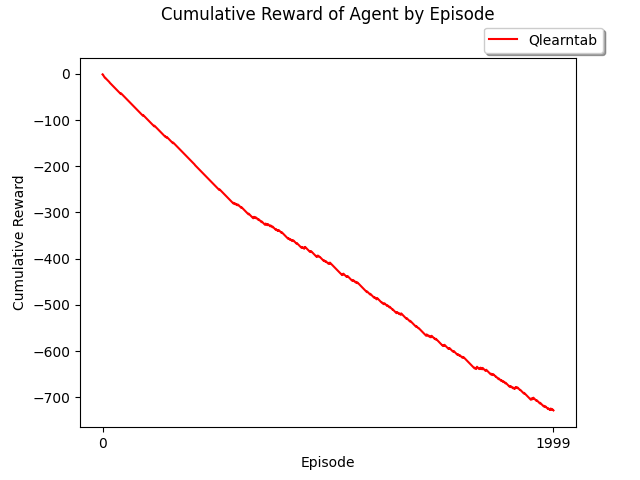 Cumulative Reward of Agent by Episode
Qlearntab
0
−100
−200
−300
−400
−500
−600
−700
Cumulative Reward
0
1999
Episode